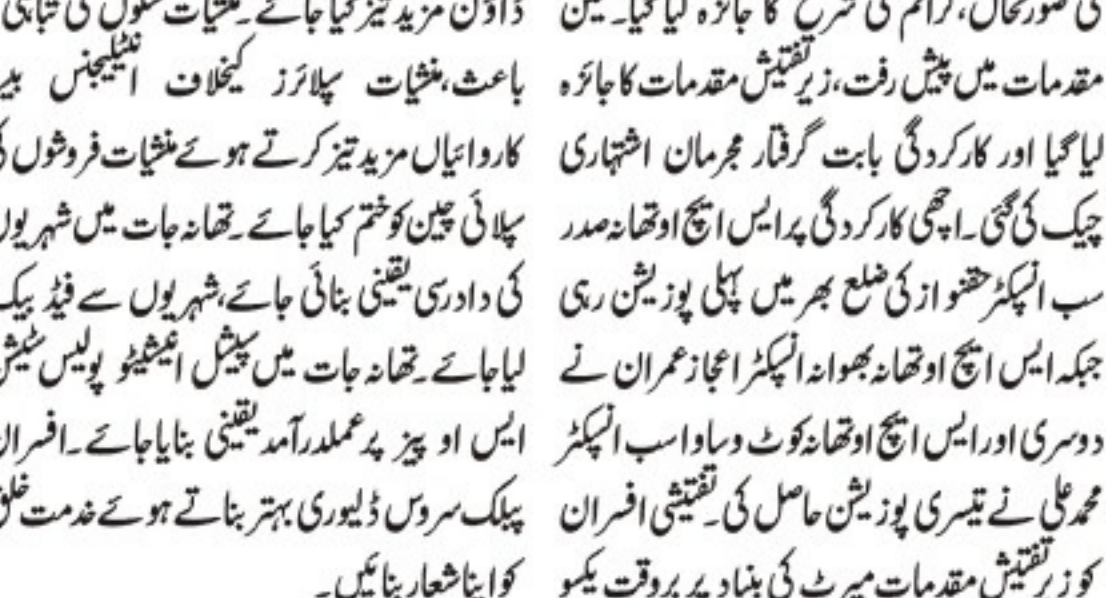 کی صورتحال، کرائم کی شرح کا جائزہ لیا گیا۔
مقدمات میں پیش رفت، زیر تفتیش مقدمات کا جائزہ
لیا گیا اور کارکردگی بابت گرفتار مجرمان اشتہاری
چیک کی گئی۔ اچھی کارکردگی پر ایس ایچ او تھانہ صدر
سب انسپکٹر حقنواز کی ضلع بھر میں پہلی پوزیشن رہی
جبکہ ایس ایچ او تھانہ بھوانہ انسپکٹر اعجاز عمران نے
دوسری اور ایس ایچ او تھانہ کوٹ وساوا سب انسپکٹر
محمد علی نے تیسری پوزیشن حاصل کی۔ تفتیشی افسران
کو زیر تفتیش مقدمات میرٹ کی بنیاد پر بروقت یکسو
ڈاؤن مزید تیز کیا جائے۔ منشیات نسلوں کی تباہی
باعث، منشیات سپلائرز کیخلاف انٹیلیجنس
کاروائیاں مزید تیز کرتے ہوئے منشیات فروشوں کی
سپلائی چین کو ختم کیا جائے۔ تھانہ جات میں شہریوں
کی دادرسی یقینی بنائی جائے، شہریوں سے فیڈ بیک
لیا جائے۔ تھانہ جات میں سپیشل انیشیٹو پولیس سٹیشن
ایس او پیز پر عملدرآمد یقینی بنایا جائے۔ افسران
پبلک سروس ڈلیوری بہتر بناتے ہوئے خدمت خلق
کو اپنا شعار بنائیں۔